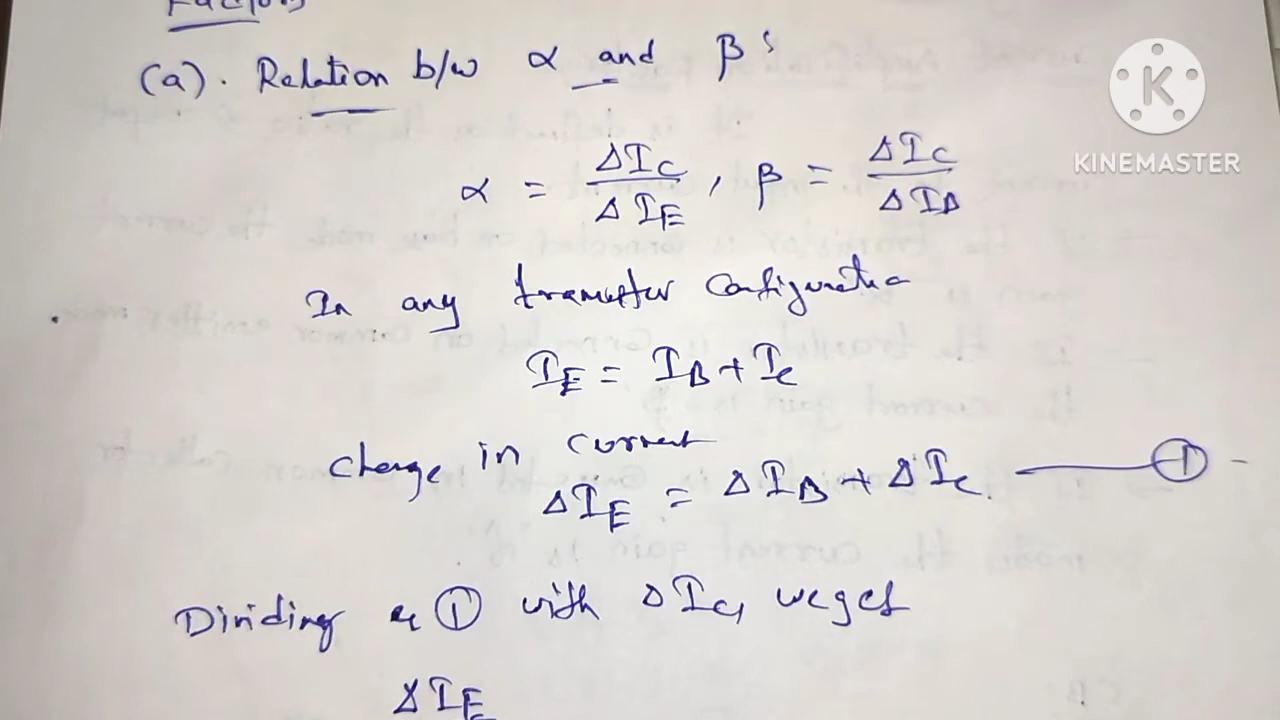 Factors
(a). Relation b/w α and β :
K
KINEMASTER
α = ΔIC/ΔIE , β = ΔIC/ΔIB
In any transistor configuration
IE = IB + IC
change in current
ΔIE = ΔIB + ΔIC ①
Dividing ① with ΔIC, we get
ΔIE